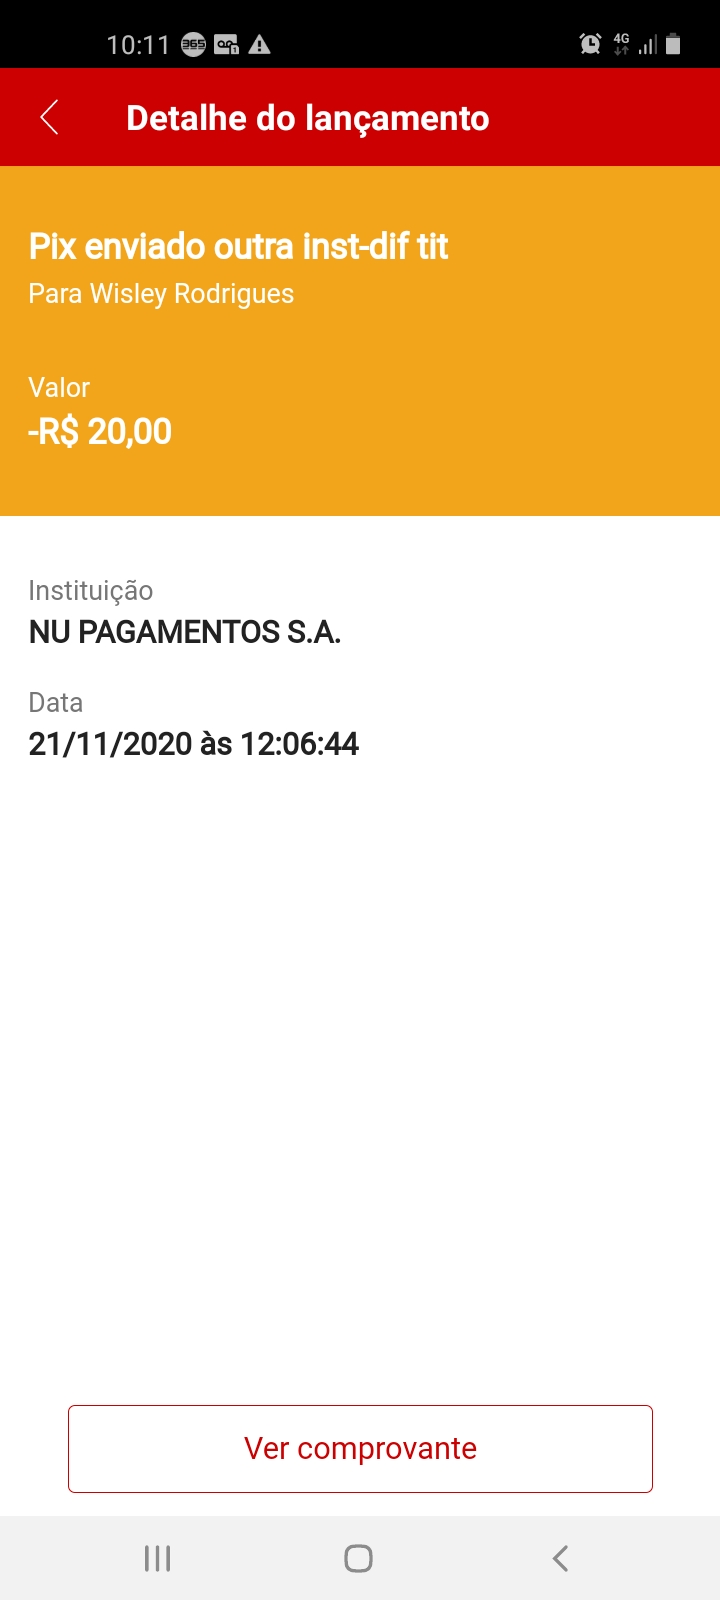 10:11 365 1 4G
Detalhe do lançamento
Pix enviado outra inst-dif tit
Para Wisley Rodrigues
Valor
-R$ 20,00
Instituição
NU PAGAMENTOS S.A.
Data
21/11/2020 às 12:06:44
Ver comprovante